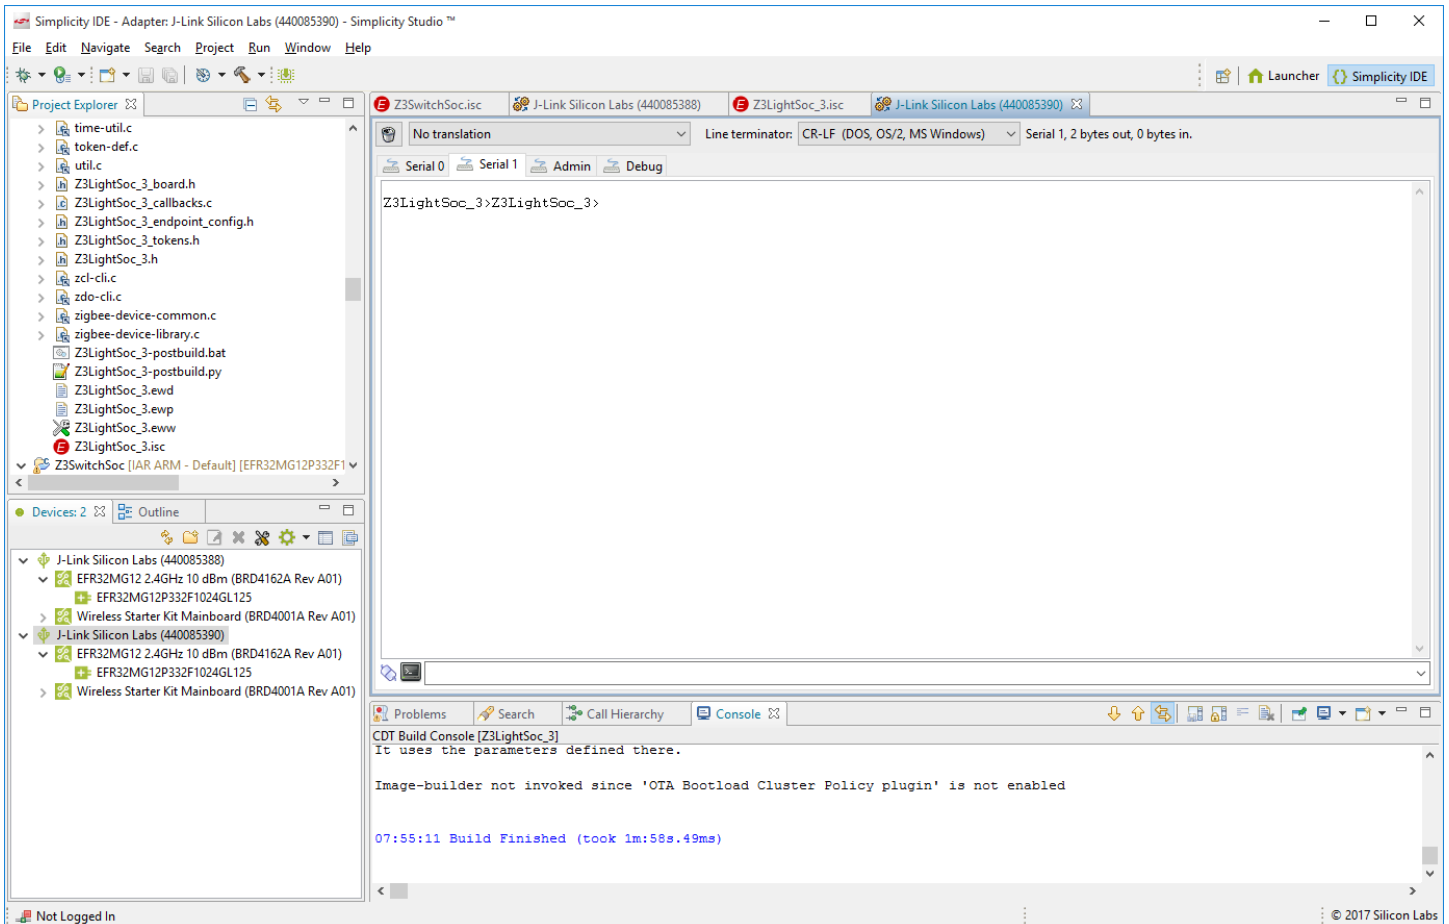 Simplicity IDE - Adapter: J-Link Silicon Labs (440085390) - Simplicity Studio ™
File Edit Navigate Search Project Run Window Help
Launcher Simplicity IDE
Project Explorer
time-util.c
token-def.c
util.c
Z3LightSoc_3_board.h
Z3LightSoc_3_callbacks.c
Z3LightSoc_3_endpoint_config.h
Z3LightSoc_3_tokens.h
Z3LightSoc_3.h
zcl-cli.c
zdo-cli.c
zigbee-device-common.c
zigbee-device-library.c
Z3LightSoc_3-postbuild.bat
Z3LightSoc_3-postbuild.py
Z3LightSoc_3.ewd
Z3LightSoc_3.ewp
Z3LightSoc_3.eww
Z3LightSoc_3.isc
Z3SwitchSoc [IAR ARM - Default] [EFR32MG12P332F1
Devices: 2 Outline
J-Link Silicon Labs (440085388)
EFR32MG12 2.4GHz 10 dBm (BRD4162A Rev A01)
EFR32MG12P332F1024GL125
Wireless Starter Kit Mainboard (BRD4001A Rev A01)
J-Link Silicon Labs (440085390)
EFR32MG12 2.4GHz 10 dBm (BRD4162A Rev A01)
EFR32MG12P332F1024GL125
Wireless Starter Kit Mainboard (BRD4001A Rev A01)
Z3SwitchSoc.isc J-Link Silicon Labs (440085388) Z3LightSoc_3.isc J-Link Silicon Labs (440085390)
No translation Line terminator: CR-LF (DOS, OS/2, MS Windows) Serial 1, 2 bytes out, 0 bytes in.
Serial 0 Serial 1 Admin Debug
Z3LightSoc_3>Z3LightSoc_3>
Problems Search Call Hierarchy Console
CDT Build Console [Z3LightSoc_3]
It uses the parameters defined there.
Image-builder not invoked since 'OTA Bootload Cluster Policy plugin' is not enabled
07:55:11 Build Finished (took 1m:58s.49ms)
Not Logged In © 2017 Silicon Labs